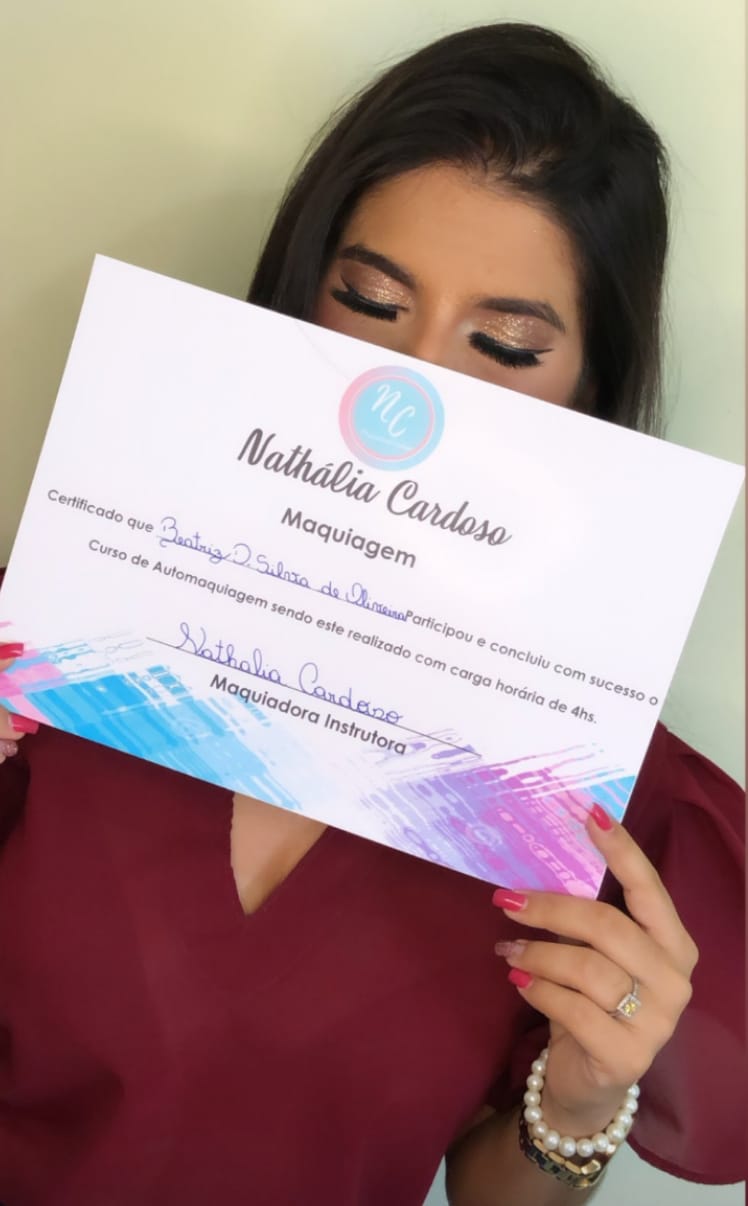 NC
Nathália Cardoso
Maquiagem
Certificado que Beatriz D. Silvia de Oliveira Participou e concluiu com sucesso o
Curso de Automaquiagem sendo este realizado com carga horária de 4hs.
Nathalia Cardoso
Maquiadora Instrutora